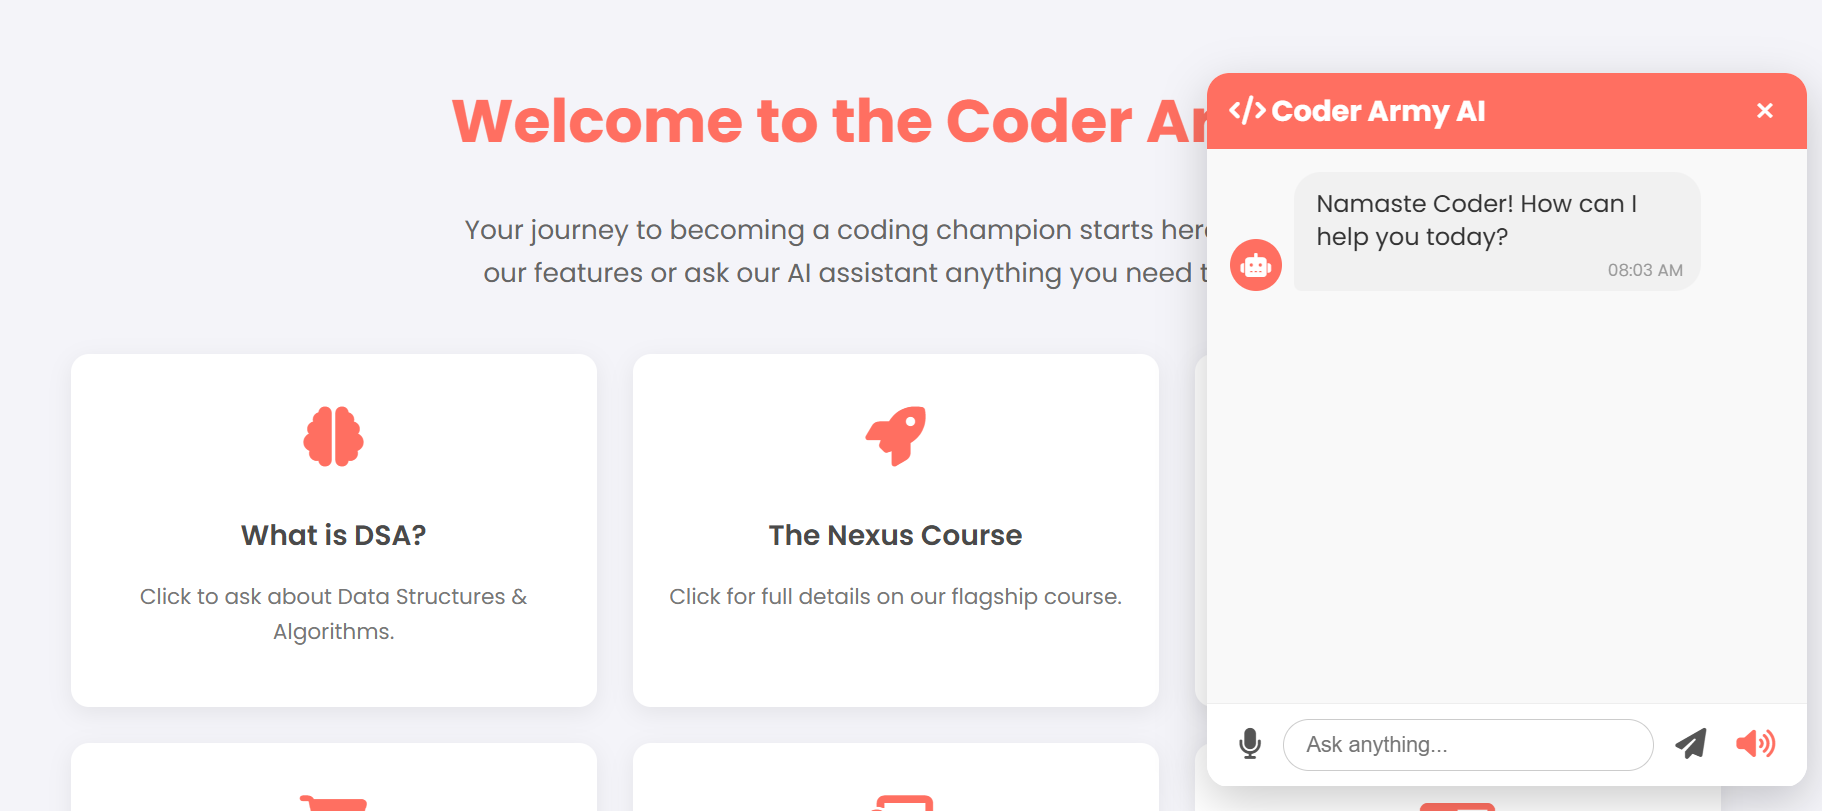 Welcome to the Coder
Your journey to becoming a coding champion starts
our features or ask our AI assistant anything you need
What is DSA?
Click to ask about Data Structures &
Algorithms.
The Nexus Course
Click for full details on our flagship course.
</> Coder Army AI
Namaste Coder! How can I
help you today?
08:03 AM
Ask anything...